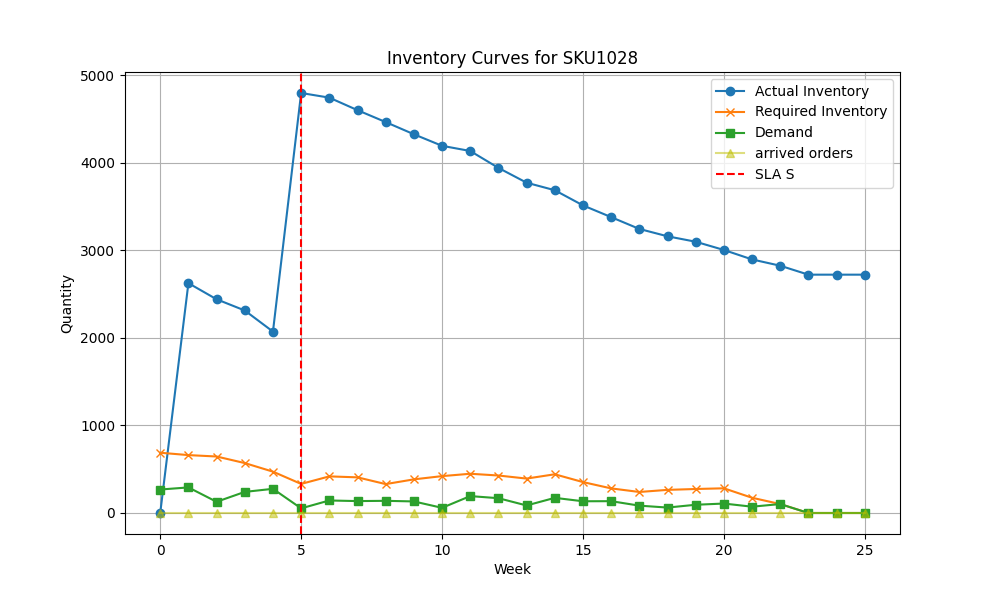 Inventory Curves for SKU1028
5000
4000
3000
2000
1000
0
Quantity
Actual Inventory
Required Inventory
Demand
arrived orders
SLA S
0 5 10 15 20 25
Week